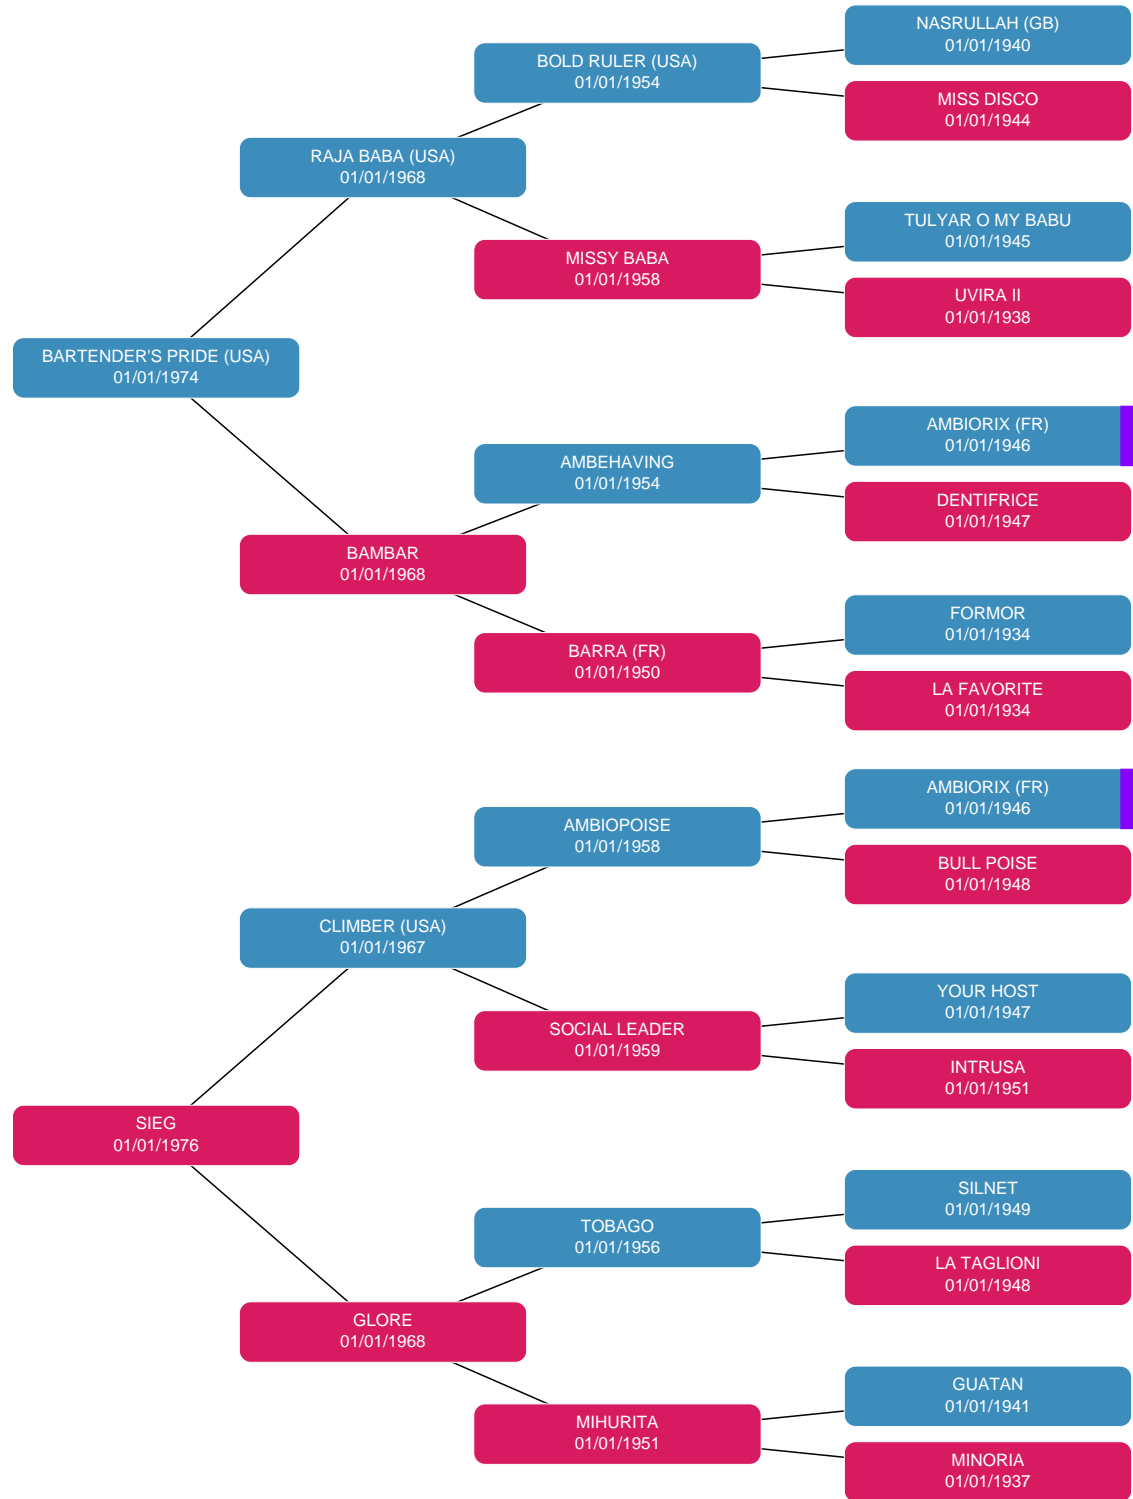 NASRULLAH (GB)
01/01/1940
BOLD RULER (USA)
01/01/1954
MISS DISCO
01/01/1944
RAJA BABA (USA)
01/01/1968
TULYAR O MY BABU
01/01/1945
MISSY BABA
01/01/1958
UVIRA II
01/01/1938
BARTENDER'S PRIDE (USA)
01/01/1974
AMBIORIX (FR)
01/01/1946
AMBEHAVING
01/01/1954
DENTIFRICE
01/01/1947
BAMBAR
01/01/1968
FORMOR
01/01/1934
BARRA (FR)
01/01/1950
LA FAVORITE
01/01/1934
AMBIORIX (FR)
01/01/1946
AMBIOPOISE
01/01/1958
BULL POISE
01/01/1948
CLIMBER (USA)
01/01/1967
YOUR HOST
01/01/1947
SOCIAL LEADER
01/01/1959
INTRUSA
01/01/1951
SIEG
01/01/1976
SILNET
01/01/1949
TOBAGO
01/01/1956
LA TAGLIONI
01/01/1948
GLORE
01/01/1968
GUATAN
01/01/1941
MIHURITA
01/01/1951
MINORIA
01/01/1937